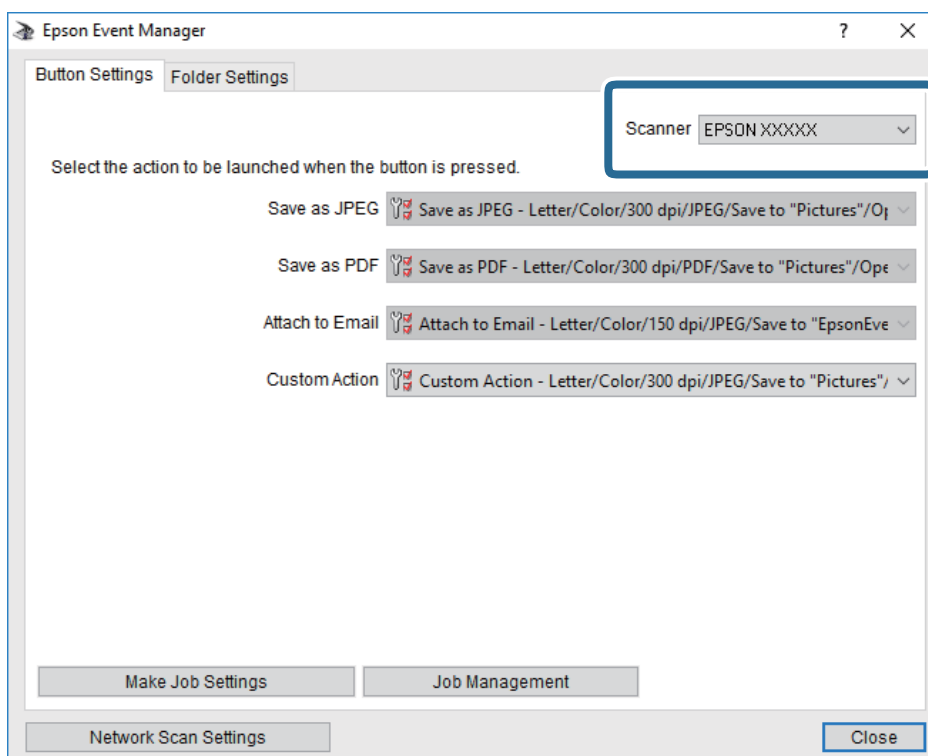 Epson Event Manager
Button Settings Folder Settings
Scanner EPSON XXXXX
Select the action to be launched when the button is pressed.
Save as JPEG Save as JPEG - Letter/Color/300 dpi/JPEG/Save to "Pictures"/Op
Save as PDF Save as PDF - Letter/Color/300 dpi/PDF/Save to "Pictures"/Ope
Attach to Email Attach to Email - Letter/Color/150 dpi/JPEG/Save to "EpsonEve
Custom Action Custom Action - Letter/Color/300 dpi/JPEG/Save to "Pictures"/
Make Job Settings Job Management
Network Scan Settings Close